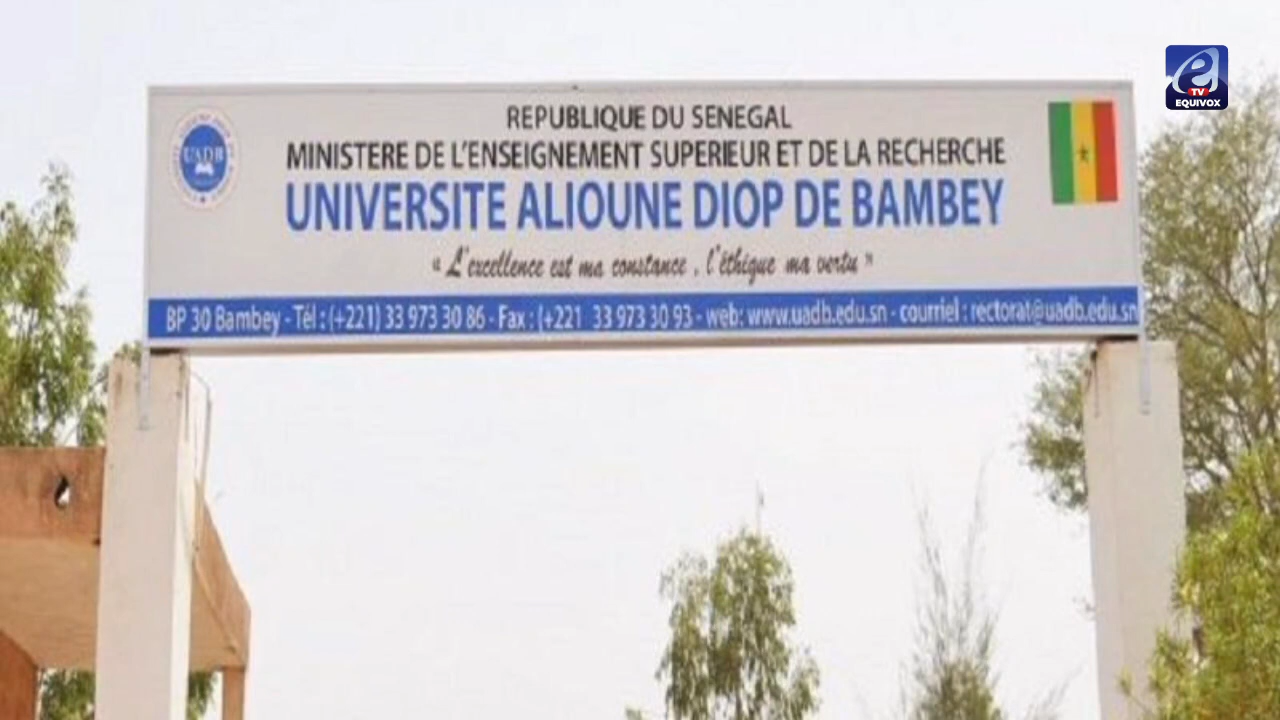 REPUBLIQUE DU SENEGAL
MINISTERE DE L'ENSEIGNEMENT SUPERIEUR ET DE LA RECHERCHE
UNIVERSITE ALIOUNE DIOP DE BAMBEY
« L'excellence est ma constance , l'éthique ma vertu »
BP 30 Bambey - Tél : (+221) 33 973 30 86 - Fax : (+221 33 973 30 93 - web: www.uadb.edu.sn - courriel : rectorat@uadb.edu.sn
UADB
e
TV
EQUIVOX